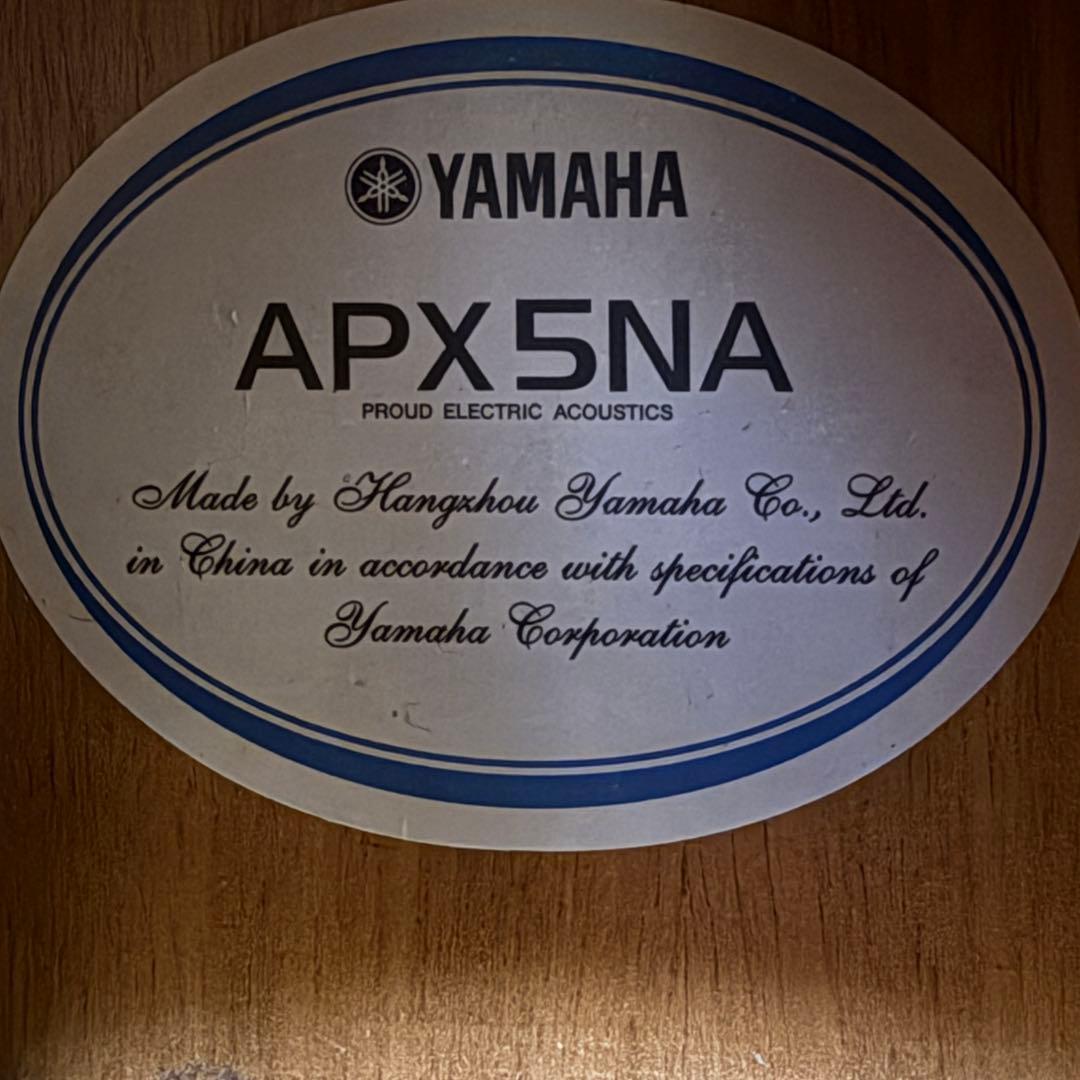 YAMAHA
APX5NA
PROUD ELECTRIC ACOUSTICS
Made by Hangzhou Yamaha Co., Ltd.
in China in accordance with specifications of
Yamaha Corporation